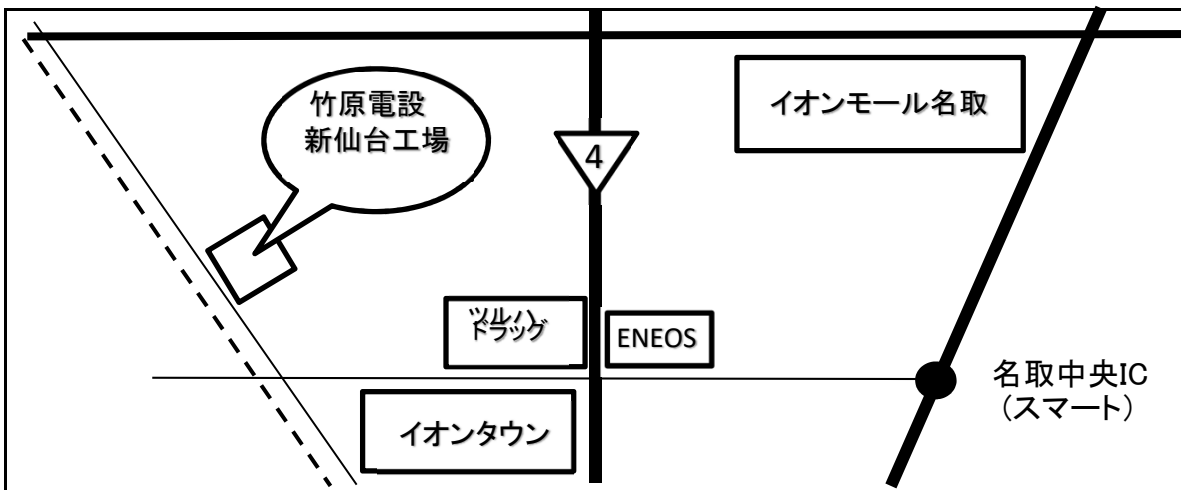 竹原電設
新仙台工場
イオンモール名取
4
ツルハ
ドラッグ
ENEOS
名取中央IC
(スマート)
イオンタウン